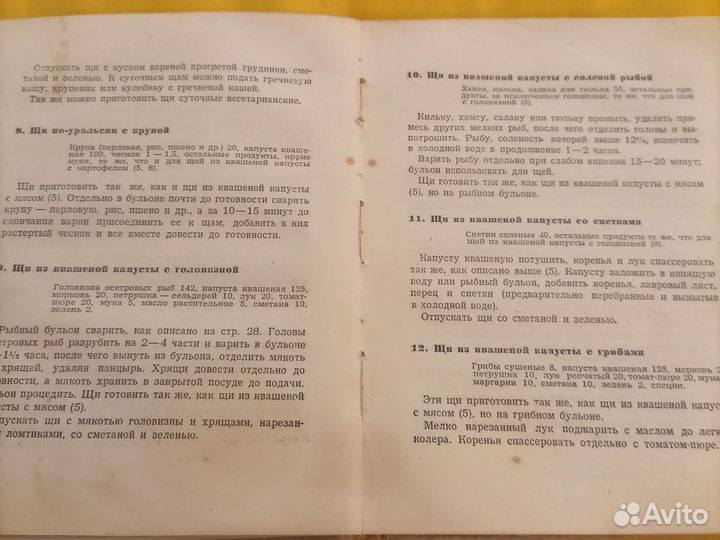 Отпускать щи с куском вареной прогретой грудинки, сме-
таной и зеленью. К суточным щам можно подать гречневую
кашу, крупеник или кулебяку с гречневой кашей.
Так же можно приготовить щи суточные вегетарианские.
8. Щи по-уральски с крупой
Крупа (перловая, рис, пшено и др.) 20, капуста кваше-
ная 100, чеснок 1—1,5, остальные продукты, кроме
муки, те же, что и для щей из квашеной капусты
с картофелем (5, 6).
Щи приготовить так же, как и щи из квашеной капусты
с мясом (5). Отдельно в бульоне почти до готовности сварить
крупу — перловую, рис, пшено и др., а за 10—15 минут до
окончания варки присоединить ее к щам, добавить в них
растертый чеснок и все вместе довести до готовности.
9. Щи из квашеной капусты с головизной
Головизна осетровых рыб 142, капуста квашеная 125,
морковь 20, петрушка — сельдерей 10, лук 20, томат-
пюре 20, мука 5, масло растительное 5, сметана 10,
зелень 2.
Рыбный бульон сварить, как описано на стр. 28. Головы
тровых рыб разрубить на 2—4 части и варить в бульоне
-1½ часа, после чего вынуть из бульона, отделить мякоть
хрящей, удаляя панцырь. Хрящи довести отдельно до
овности, а мякоть хранить в закрытой посуде до подачи.
он процедить. Щи готовить так же, как щи из квашеной
сты с мясом (5).
ускать щи с мякотью головизны и хрящами, нарезан-
ломтиками, со сметаной и зеленью.
10. Щи из квашеной капусты с соленой рыбой
Хамса, килька, салака или тюлька 50, остальные про-
дукты, за исключением головизны, те же, что для щей
с головизной (9).
Кильку, хамсу, салаку или тюльку промыть, удалить при-
месь других мелких рыб, после чего отделить головы и вы-
потрошить. Рыбу, соленость которой выше 12%, вымочить
в холодной воде в продолжение 1—2 часов.
Варить рыбу отдельно при слабом кипении 15—20 минут;
бульон использовать для щей.
Щи готовить так же, как щи из квашеной капусты с мясом
(5), но на рыбном бульоне.
11. Щи из квашеной капусты со снетками
Снетки соленые 40, остальные продукты те же, что для
щей из квашеной капусты с головизной (9).
Капусту квашеную потушить, коренья и лук спассеровать
так же, как описано выше (5). Капусту заложить в кипящую
воду или рыбный бульон, добавить коренья, лавровый лист,
перец и снетки (предварительно перебранные и вымытые
в холодной воде).
Отпускать щи со сметаной и зеленью.
12. Щи из квашеной капусты с грибами
Грибы сушеные 8, капуста квашеная 125, морковь 2
петрушка 10, лук репчатый 20, томат-пюре 20, мука
маргарин 10, сметана 10, зелень 2, специи.
Эти щи приготовить так же, как щи из квашеной капуст
с мясом (5), но на грибном бульоне.
Мелко нарезанный лук поджарить с маслом до легк
колера. Коренья спассеровать отдельно с томатом-пюре.
Avito